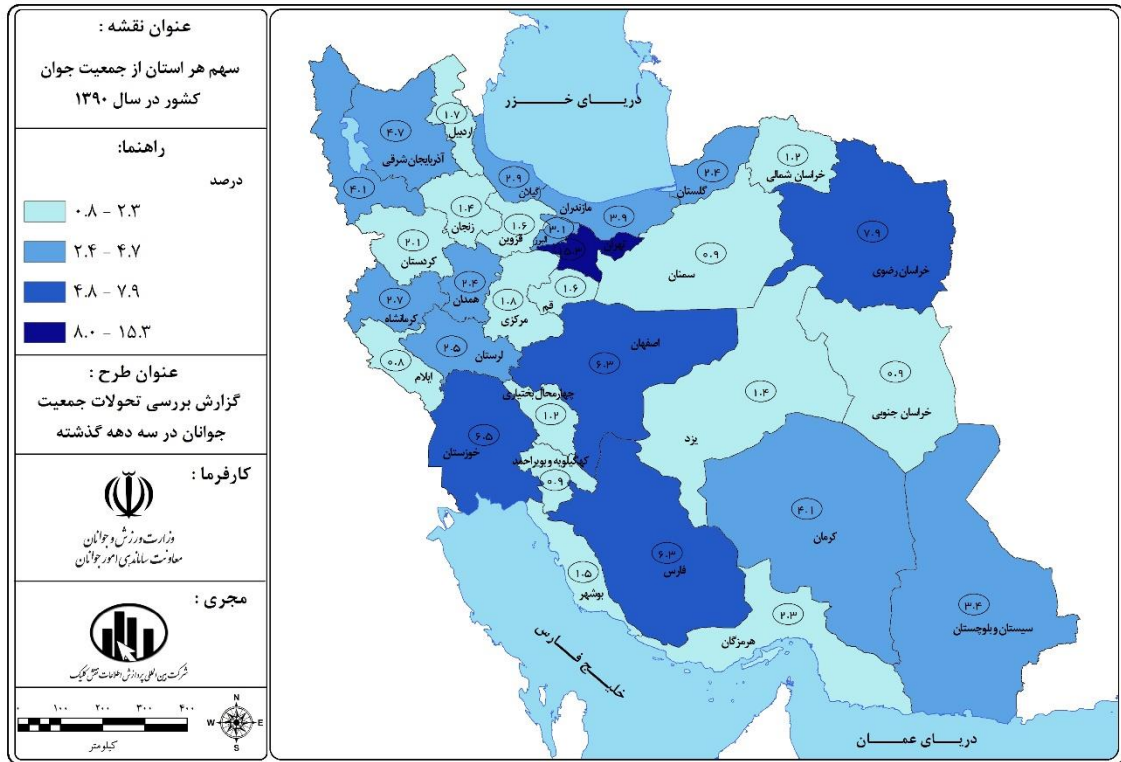 عنوان نقشه :
سهم هر استان از جمعیت جوان
کشور در سال ۱۳۹۰
راهنما:
درصد
۰.۸ - ۲.۳
۲.۴ - ۴.۷
۴.۸ - ۷.۹
۸.۰ - ۱۵.۳
عنوان طرح :
گزارش بررسی تحولات جمعیت
جوانان در سه دهه گذشته
کارفرما :
وزارت ورزش و جوانان
معاونت ساماندهی امور جوانان
مجری :
شرکت بین‌المللی پردازش اطلاعات نقش کلیک
۰ ۱۰۰ ۲۰۰ ۳۰۰ ۴۰۰
کیلومتر
N
W E
S
دریای خزر
۱.۷
اردبیل
۴.۷
آذربایجان شرقی
۴.۱
۲.۹
گیلان
۱.۴
زنجان
۱.۶
قزوین
۳.۱
البرز
مازندران
۳.۹
تهران
۲.۴
گلستان
۱.۲
خراسان شمالی
۷.۹
خراسان رضوی
۲.۱
کردستان
۰.۹
سمنان
۲.۴
همدان
۲.۷
کرمانشاه
۱.۸
مرکزی
۱.۶
قم
۲.۵
لرستان
۰.۸
ایلام
اصفهان
۶.۳
۰.۹
خراسان جنوبی
۱.۴
یزد
چهارمحال بختیاری
۱.۲
۶.۵
خوزستان
کهگیلویه و بویراحمد
۰.۹
۴.۱
کرمان
۶.۳
فارس
۱.۵
بوشهر
۲.۳
هرمزگان
۳.۴
سیستان و بلوچستان
خلیج فارس
دریای عمان